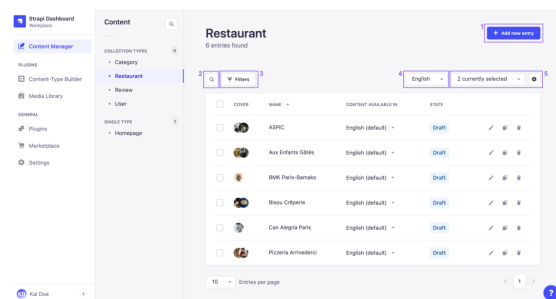 Strapi Dashboard
Workplace
Content Manager
PLUGINS
Content-Type Builder
Media Library
GENERAL
Plugins
Marketplace
Settings
Kai Doe
Content
COLLECTION TYPES 6
Category
Restaurant
Review
User
SINGLE TYPE 1
Homepage
Restaurant
6 entries found
1
+ Add new entry
2
Filters
3
4
English
2 currently selected
5
COVER NAME CONTENT AVAILABLE IN STATE
ASPIC English (default) Draft
Aux Enfants Gâtés English (default) Draft
BMK Paris-Bamako English (default) Draft
Bisou Crêperie English (default) Draft
Can Alegria Paris English (default) Draft
Pizzeria Arrivederci English (default) Draft
10 Entries per page
< 1 >
?